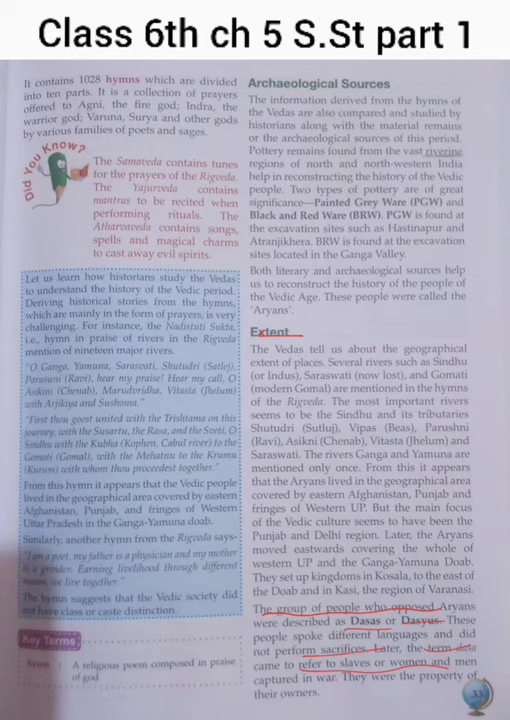 Class 6th ch 5 S.St part 1
It contains 1028 hymns which are divided
into ten parts. It is a collection of prayers
offered to Agni, the fire god; Indra, the
warrior god; Varuna, Surya and other gods
by various families of poets and sages.
Did You Know?
The Samaveda contains tunes
for the prayers of the Rigveda.
The Yajurveda contains
mantras to be recited when
performing rituals. The
Atharvaveda contains songs,
spells and magical charms
to cast away evil spirits.
Let us learn how historians study the Vedas
to understand the history of the Vedic period.
Deriving historical stories from the hymns,
which are mainly in the form of prayers, is very
challenging. For instance, the Nadistuti Sukta,
i.e., hymn in praise of rivers in the Rigveda
mention of nineteen major rivers.
"O Ganga, Yamuna, Sarasvati, Shutudri (Satlej),
Parusni (Ravi), hear my praise! Hear my call, O
Asikini (Chenab), Marudvridha, Vitasta (Jhelum)
with Arjikiya and Sushoma."
"First thou goest united with the Trishtama on this
journey, with the Susartu, the Rasa, and the Sveti, O
Sindhu with the Kubha (Kophen, Cabul river) to the
Gomoti (Gomal), with the Mehatnu to the Krumu
(Kurum) with whom thou proceedest together."
From this hymn it appears that the Vedic people
lived in the geographical area covered by eastern
Afghanistan, Punjab, and fringes of Western
Uttar Pradesh in the Ganga-Yamuna doab.
Similarly, another hymn from the Rigveda says-
"I am a poet, my father is a physican and my mother
is a grinder. Earning livelihood through different
means, we live together."
The hymn suggests that the Vedic society did
not have class or caste distinction.
Key Terms
hymn : A religious poem composed in praise
of god
Archaeological Sources
The information derived from the hymns of
the Vedas are also compared and studied by
historians along with the material remains
or the archaeological sources of this period.
Pottery remains found from the vast riverine
regions of north and north-western India
help in reconstructing the history of the Vedic
people. Two types of pottery are of great
significance—Painted Grey Ware (PGW) and
Black and Red Ware (BRW). PGW is found at
the excavation sites such as Hastinapur and
Atranjikhera. BRW is found at the excavation
sites located in the Ganga Valley.
Both literary and archaeological sources help
us to reconstruct the history of the people of
the Vedic Age. These people were called the
'Aryans'.
Extent
The Vedas tell us about the geographical
extent of places. Several rivers such as Sindhu
(or Indus), Saraswati (now lost), and Gomati
(modern Gomal) are mentioned in the hymns
of the Rigveda. The most important rivers
seems to be the Sindhu and its tributaries
Shutudri (Sutluj), Vipas (Beas), Parushni
(Ravi), Asikni (Chenab), Vitasta (Jhelum) and
Saraswati. The rivers Ganga and Yamuna are
mentioned only once. From this it appears
that the Aryans lived in the geographical area
covered by eastern Afghanistan, Punjab and
fringes of Western UP. But the main focus
of the Vedic culture seems to have been the
Punjab and Delhi region. Later, the Aryans
moved eastwards covering the whole of
western UP and the Ganga-Yamuna Doab.
They set up kingdoms in Kosala, to the east of
the Doab and in Kasi, the region of Varanasi.
The group of people who opposed Aryans
were described as Dasas or Dasyus. These
people spoke different languages and did
not perform sacrifices. Later, the term dasa
came to refer to slaves or women and men
captured in war. They were the property of
their owners.
33